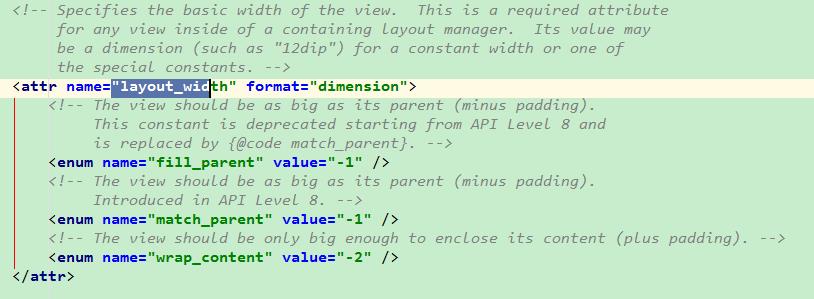 <!-- Specifies the basic width of the view.  This is a required attribute
     for any view inside of a containing layout manager.  Its value may
     be a dimension (such as "12dip") for a constant width or one of
     the special constants. -->
<attr name="layout_width" format="dimension">
    <!-- The view should be as big as its parent (minus padding).
         This constant is deprecated starting from API Level 8 and
         is replaced by {@code match_parent}. -->
    <enum name="fill_parent" value="-1" />
    <!-- The view should be as big as its parent (minus padding).
         Introduced in API Level 8. -->
    <enum name="match_parent" value="-1" />
    <!-- The view should be only big enough to enclose its content (plus padding). -->
    <enum name="wrap_content" value="-2" />
</attr>